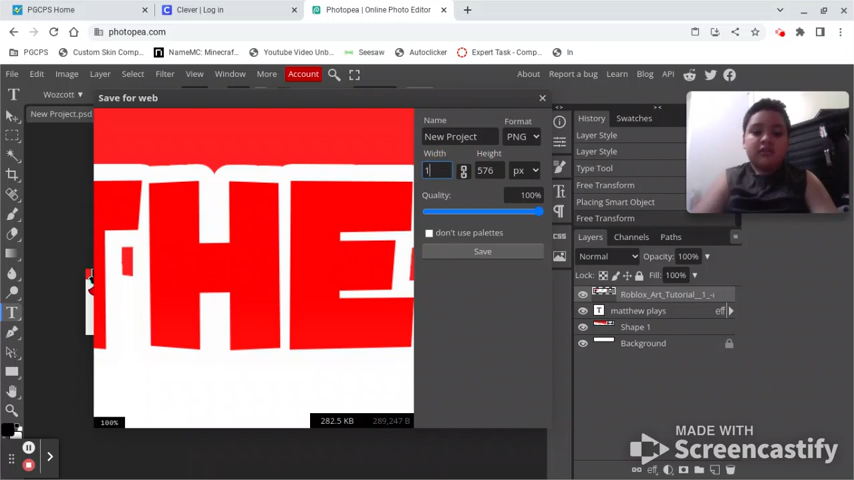 PGCPS Home
Clever | Log in
Photopea | Online Photo Editor
photopea.com
PGCPS
Custom Skin Comp...
NameMC: Minecraf...
Youtube Video Unb...
Seesaw
Autoclicker
Expert Task - Comp...
In
File Edit Image Layer Select Filter View Window More Account
About Report a bug Learn Blog API
Wozcott
New Project.psd
Save for web
Name
Format
New Project
PNG
Width
Height
1
576
px
Quality:
100%
don't use palettes
Save
THE
100%
282.5 KB
289,247 B
History Swatches
Layer Style
Layer Style
Type Tool
Free Transform
Placing Smart Object
Free Transform
CSS
Layers Channels Paths
Normal
Opacity: 100%
Lock:
Fill: 100%
Roblox_Art_Tutorial__1_-i
matthew plays
eff
Shape 1
Background
MADE WITH
Screencastify
eff